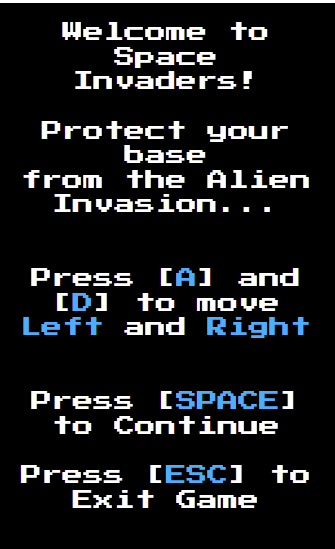 Welcome to
Space
Invaders!
Protect your
base
from the Alien
Invasion...
Press [A] and
[D] to move
Left and Right
Press [SPACE]
to Continue
Press [ESC] to
Exit Game